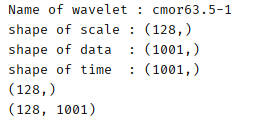 Name of wavelet : cmor63.5-1
shape of scale : (128,)
shape of data  : (1001,)
shape of time  : (1001,)
(128,)
(128, 1001)